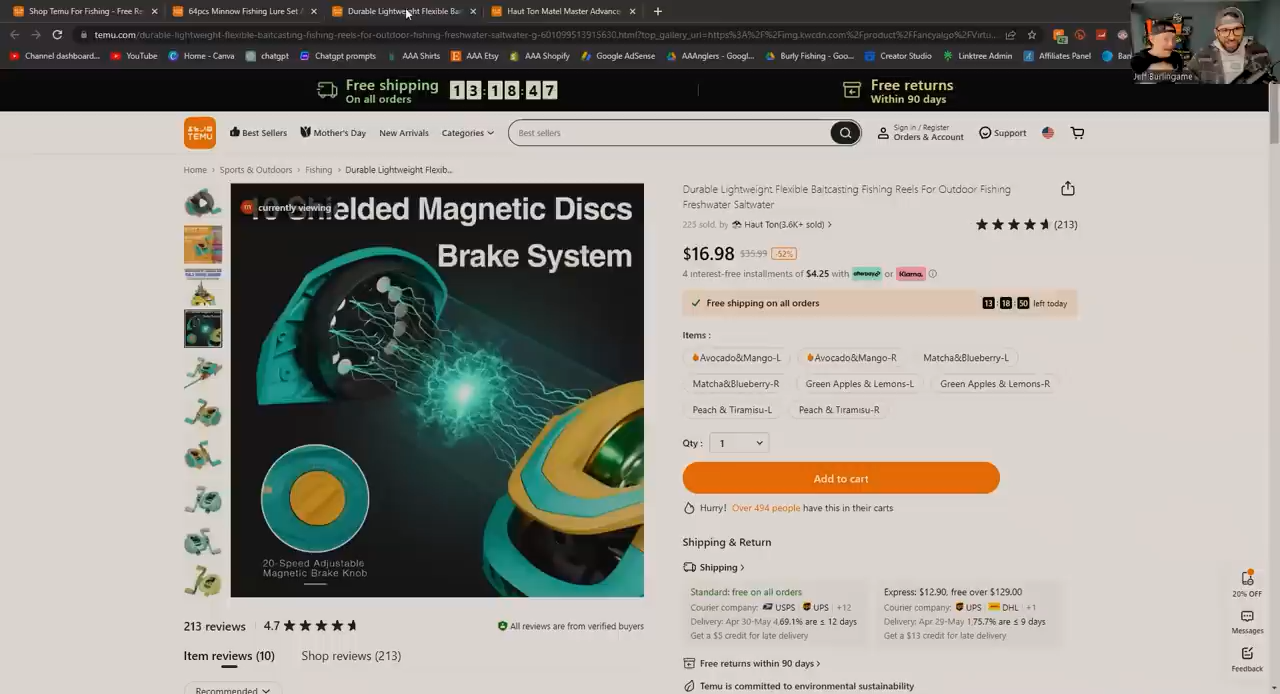 Shop Temu For Fishing - Free Re
64pcs Minnow Fishing Lure Set
Durable Lightweight Flexible Bai
Haut Ton Matel Master Advance
temu.com/durable-lightweight-flexible-baitcasting-fishing-reels-for-outdoor-fishing-freshwater-saltwater-g-601099513915630.html?top_gallery_url=https%3A%2F%2Fimg.kwcdn.com%2Fproduct%2FFancyalgo%2FVirtu...
Channel dashboard...
YouTube
Home - Canva
chatgpt
Chatgpt prompts
AAA Shirts
AAA Etsy
AAA Shopify
Google AdSense
AAAnglers - Googl...
Burly Fishing - Goo...
Creator Studio
Linktree Admin
Affiliates Panel
Ban
Jeff Burlingame
Free shipping
On all orders
13:18:47
Free returns
Within 90 days
TEMU
Best Sellers
Mother's Day
New Arrivals
Categories
Best sellers
Sign in / Register
Orders & Account
Support
Home > Sports & Outdoors > Fishing > Durable Lightweight Flexib...
currently viewing
Shielded Magnetic Discs
Brake System
20-Speed Adjustable
Magnetic Brake Knob
Durable Lightweight Flexible Baitcasting Fishing Reels For Outdoor Fishing
Freshwater Saltwater
223 sold, by Haut Ton(3.6K+ sold) >
(213)
$16.98 $35.99 -52%
4 interest-free installments of $4.25 with afterpay or Klarna.
Free shipping on all orders
13:18:50 left today
Items :
Avocado&Mango-L
Avocado&Mango-R
Matcha&Blueberry-L
Matcha&Blueberry-R
Green Apples & Lemons-L
Green Apples & Lemons-R
Peach & Tiramisu-L
Peach & Tiramisu-R
Qty : 1
Add to cart
Hurry! Over 494 people have this in their carts
Shipping & Return
Shipping >
Standard: free on all orders
Courier company: USPS UPS +12
Delivery: Apr 30-May 4,69.1% are ≤ 12 days
Get a $5 credit for late delivery
Express: $12.90, free over $129.00
Courier company: UPS DHL +1
Delivery: Apr 29-May 1,75.7% are ≤ 9 days
Get a $13 credit for late delivery
Free returns within 90 days >
Temu is committed to environmental sustainability
213 reviews
4.7
All reviews are from verified buyers
Item reviews (10)
Shop reviews (213)
Recommended
20% OFF
Messages
Feedback